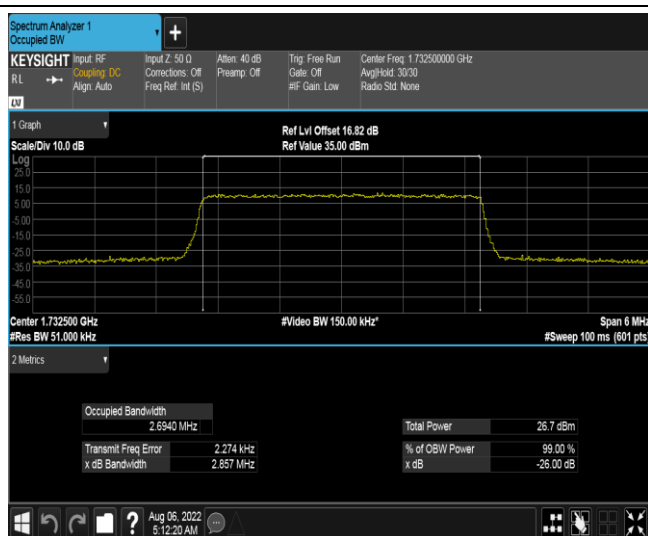 Spectrum Analyzer 1
Occupied BW
+
KEYSIGHT
RL
LXI
Input: RF
Coupling: DC
Align: Auto
Input Z: 50 Ω
Corrections: Off
Freq Ref: Int (S)
Atten: 40 dB
Preamp: Off
Trig: Free Run
Gate: Off
#IF Gain: Low
Center Freq: 1.732500000 GHz
Avg|Hold: 30/30
Radio Std: None
1 Graph
Scale/Div 10.0 dB
Ref Lvl Offset 16.82 dB
Ref Value 35.00 dBm
Log
25.0
15.0
5.00
-5.00
-15.0
-25.0
-35.0
-45.0
-55.0
Center 1.732500 GHz
#Res BW 51.000 kHz
#Video BW 150.00 kHz*
Span 6 MHz
#Sweep 100 ms (601 pts)
2 Metrics
Occupied Bandwidth
2.6940 MHz
Transmit Freq Error 2.274 kHz
x dB Bandwidth 2.857 MHz
Total Power 26.7 dBm
% of OBW Power 99.00 %
x dB -26.00 dB
?
Aug 06, 2022
5:12:20 AM